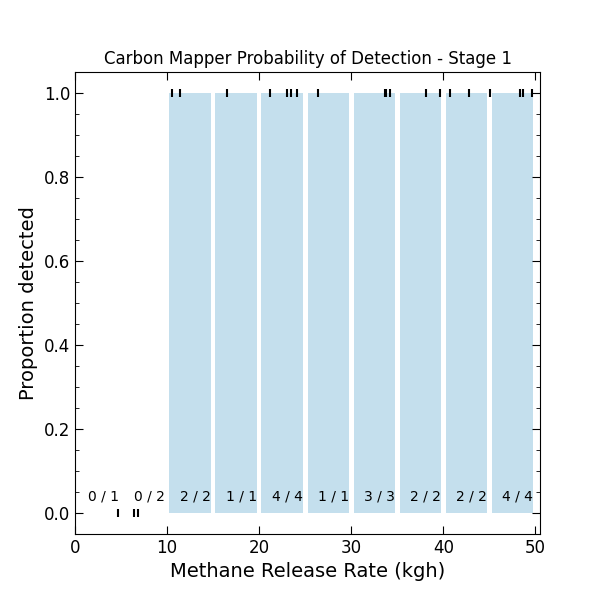 Carbon Mapper Probability of Detection - Stage 1
Proportion detected
1.0
0.8
0.6
0.4
0.2
0.0
0 / 1 0 / 2 2 / 2 1 / 1 4 / 4 1 / 1 3 / 3 2 / 2 2 / 2 4 / 4
0 10 20 30 40 50
Methane Release Rate (kgh)